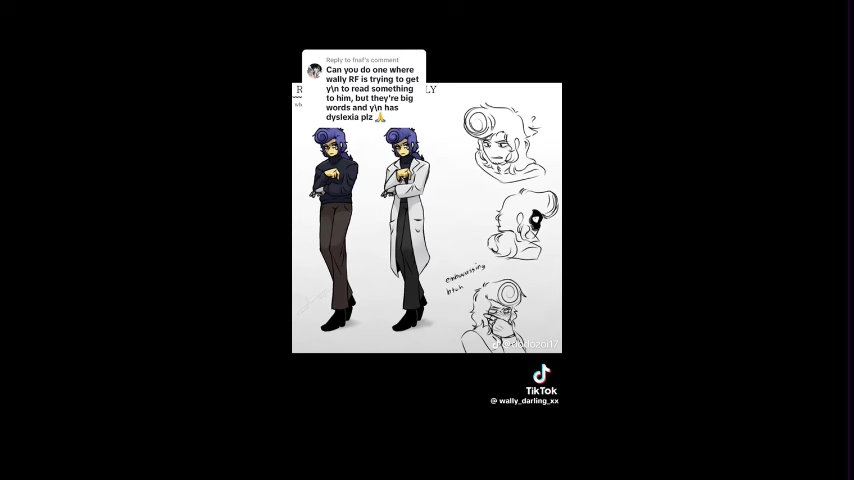 Reply to fnaf's comment
Can you do one where
wally RF is trying to get
y\n to read something
to him, but they're big
words and y\n has
dyslexia plz 🙏
R LY
?
embarrassing
bitch
TikTok
@ wally_darling_xx